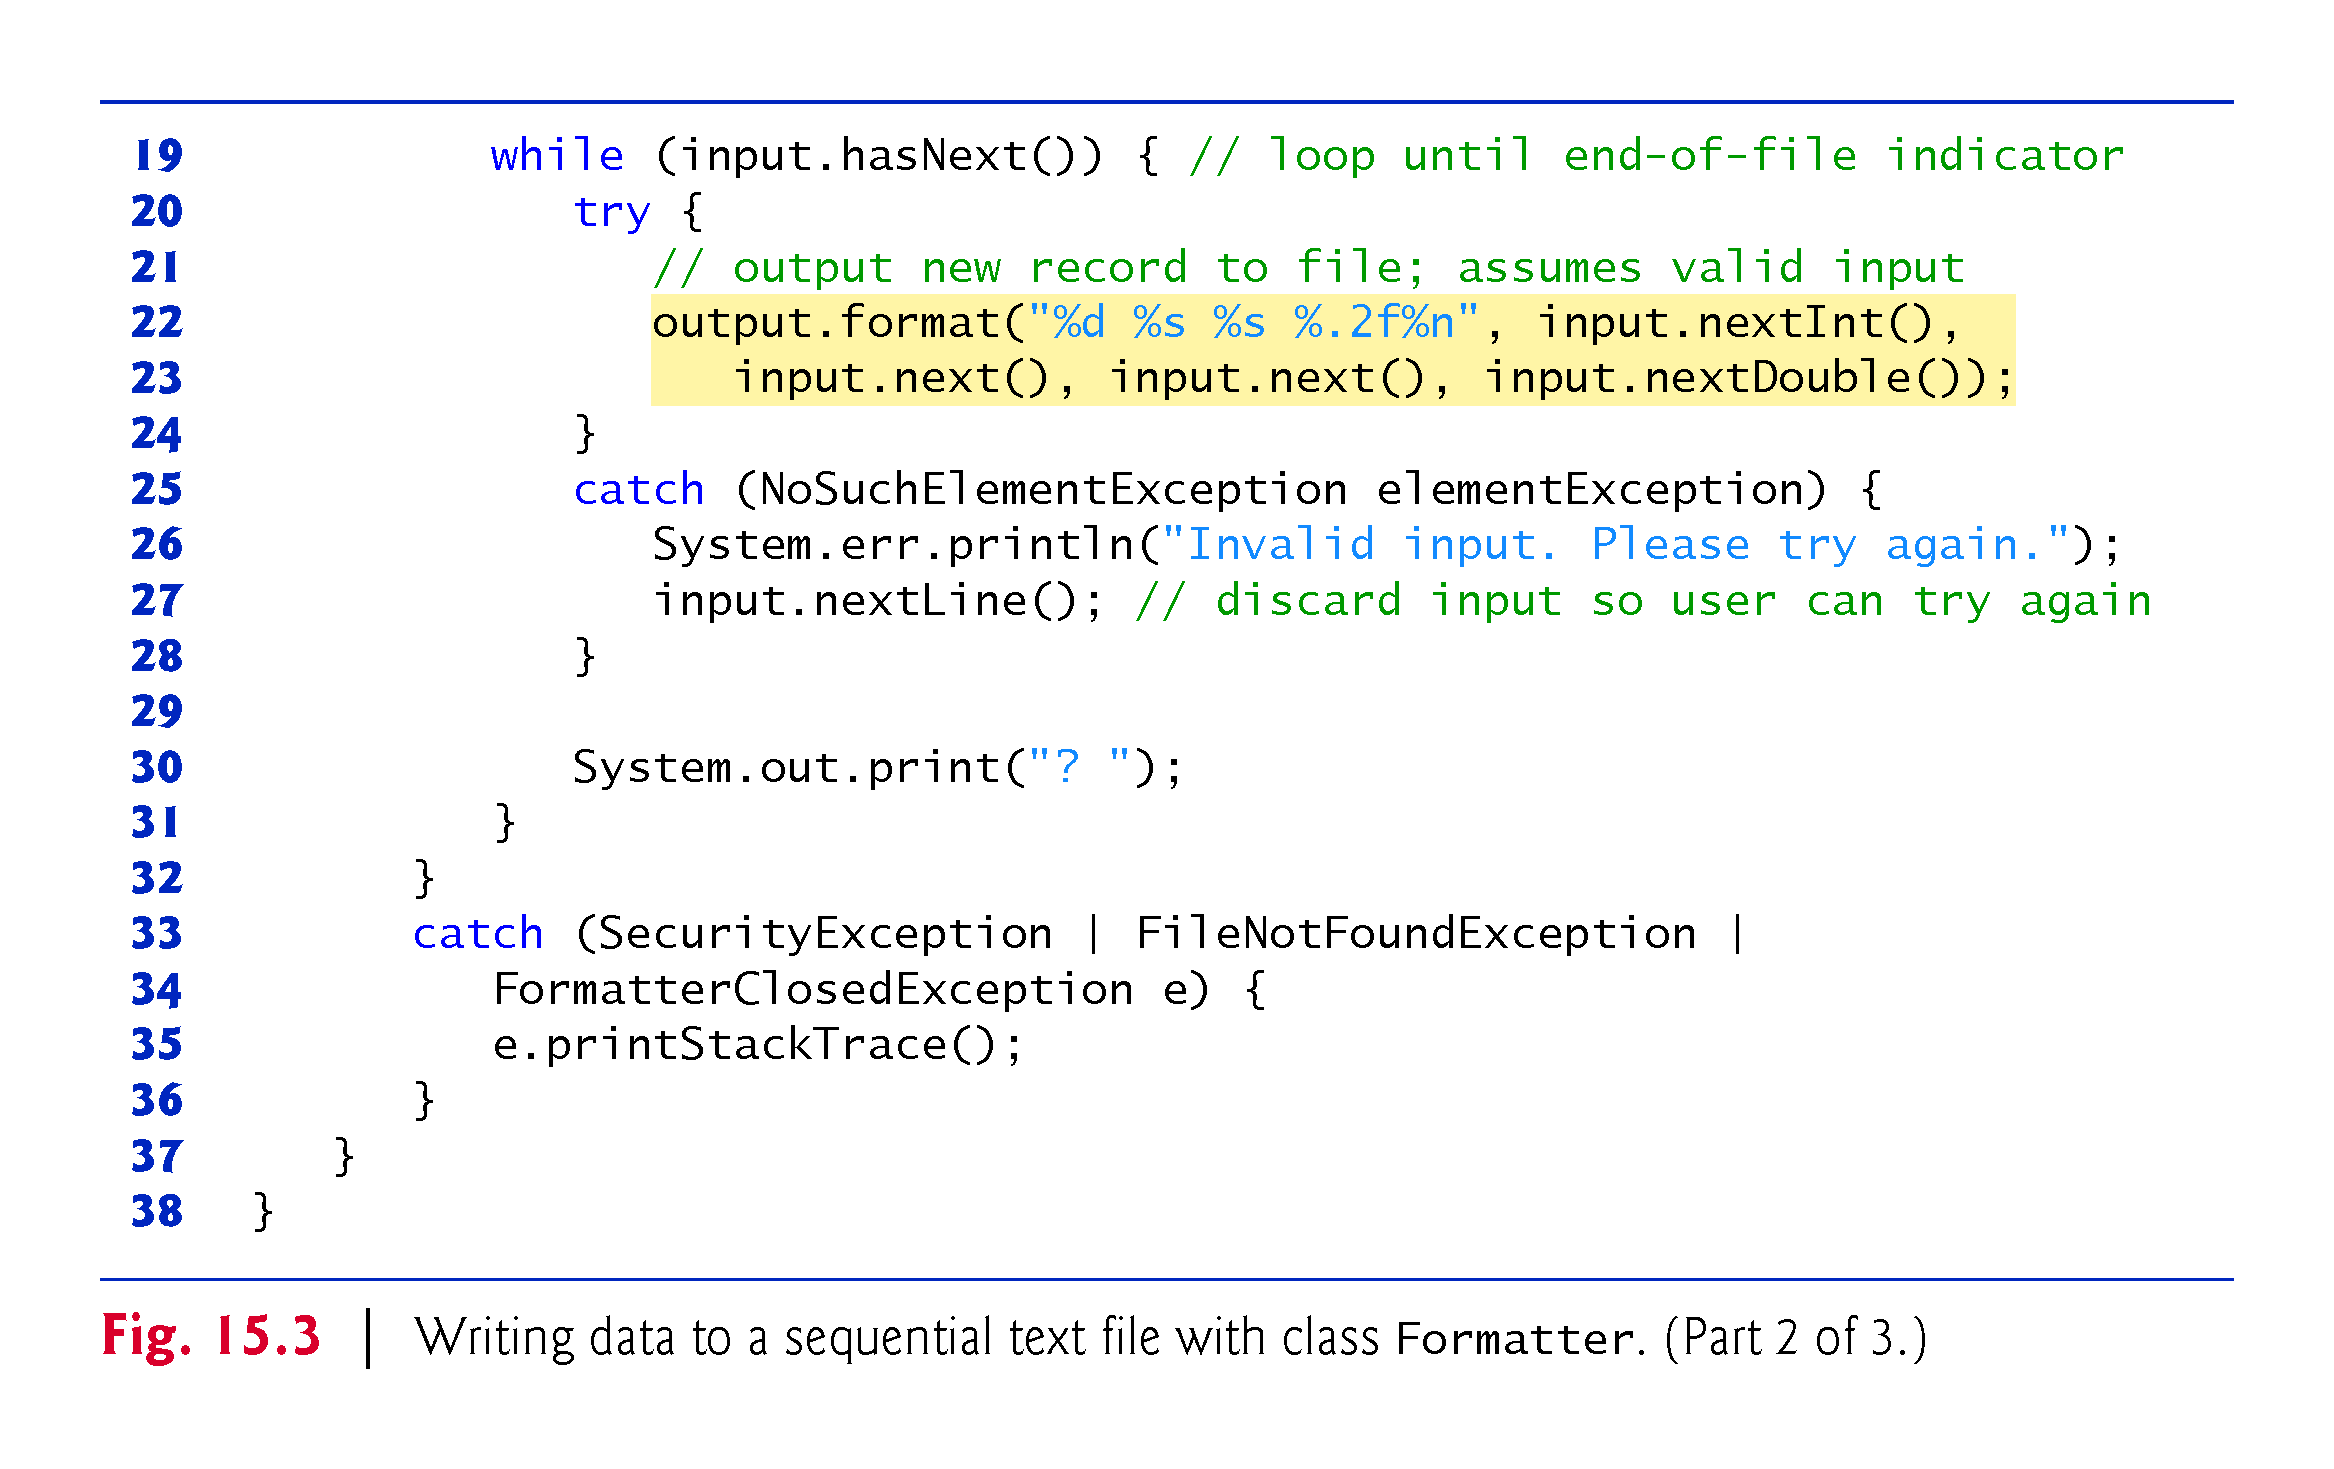 19 while (input.hasNext()) { // loop until end-of-file indicator
20 try {
21 // output new record to file; assumes valid input
22 output.format("%d %s %s %.2f%n", input.nextInt(),
23 input.next(), input.next(), input.nextDouble());
24 }
25 catch (NoSuchElementException elementException) {
26 System.err.println("Invalid input. Please try again.");
27 input.nextLine(); // discard input so user can try again
28 }
29
30 System.out.print("? ");
31 }
32 }
33 catch (SecurityException | FileNotFoundException |
34 FormatterClosedException e) {
35 e.printStackTrace();
36 }
37 }
38 }
Fig. 15.3 | Writing data to a sequential text file with class Formatter. (Part 2 of 3.)